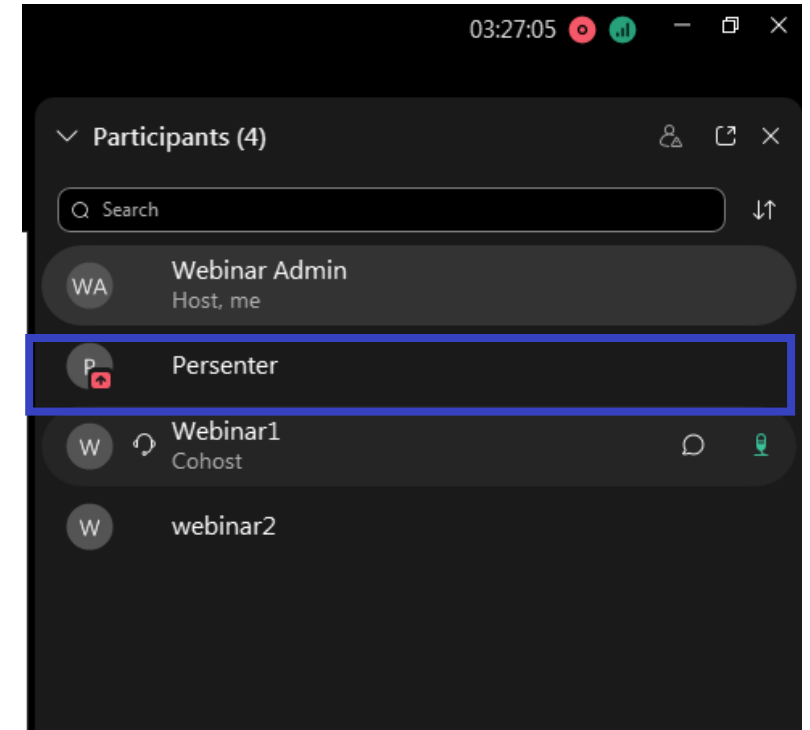 03:27:05
Participants (4)
Search
WA
Webinar Admin
Host, me
P
Persenter
W
Webinar1
Cohost
W
webinar2